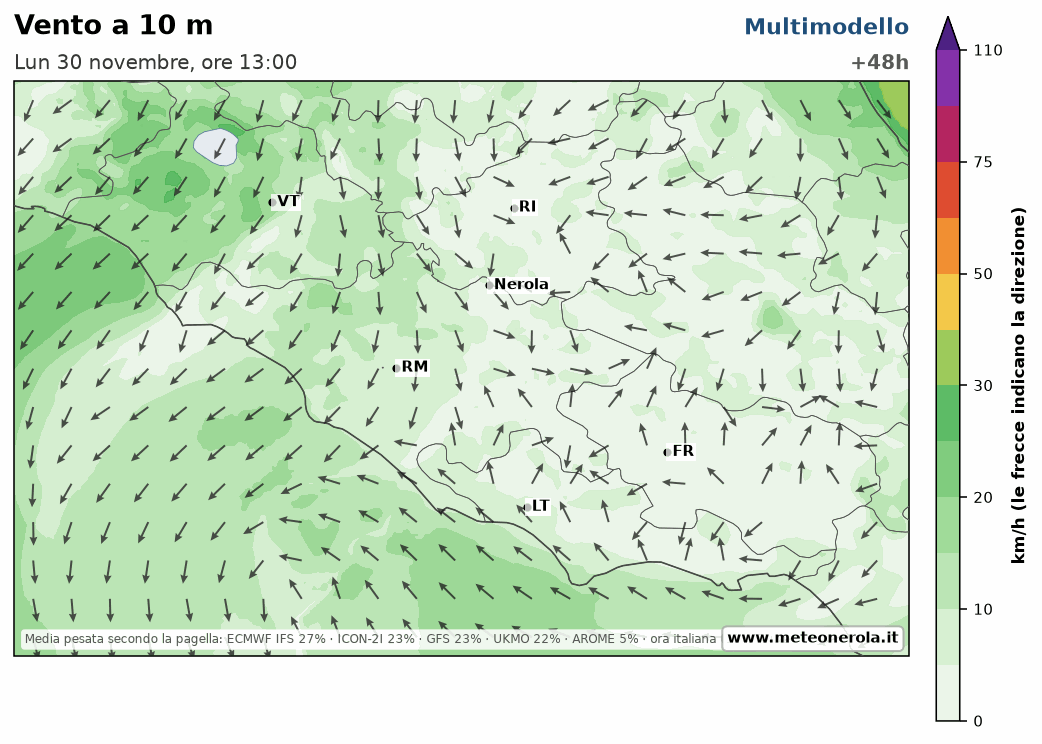 Vento a 10 m
Multimodello
Lun 30 novembre, ore 13:00
+48h
VT
RI
Nerola
RM
FR
LT
Media pesata secondo la pagella: ECMWF IFS 27% · ICON-2I 23% · GFS 23% · UKMO 22% · AROME 5% · ora italiana
www.meteonerola.it
110
75
50
30
20
10
0
km/h (le frecce indicano la direzione)